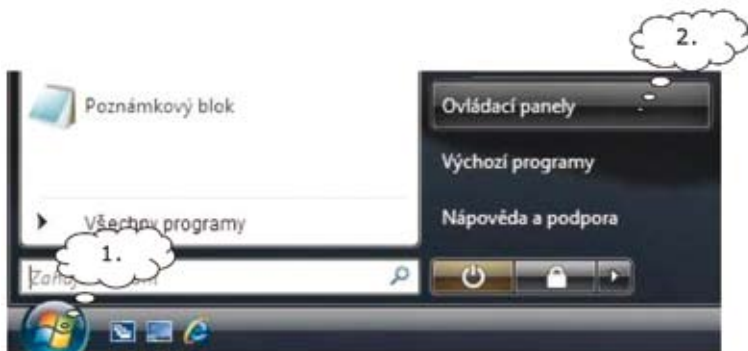 2.
Poznámkový blok
Ovládací panely
Výchozí programy
Všechny programy
Nápověda a podpora
1.